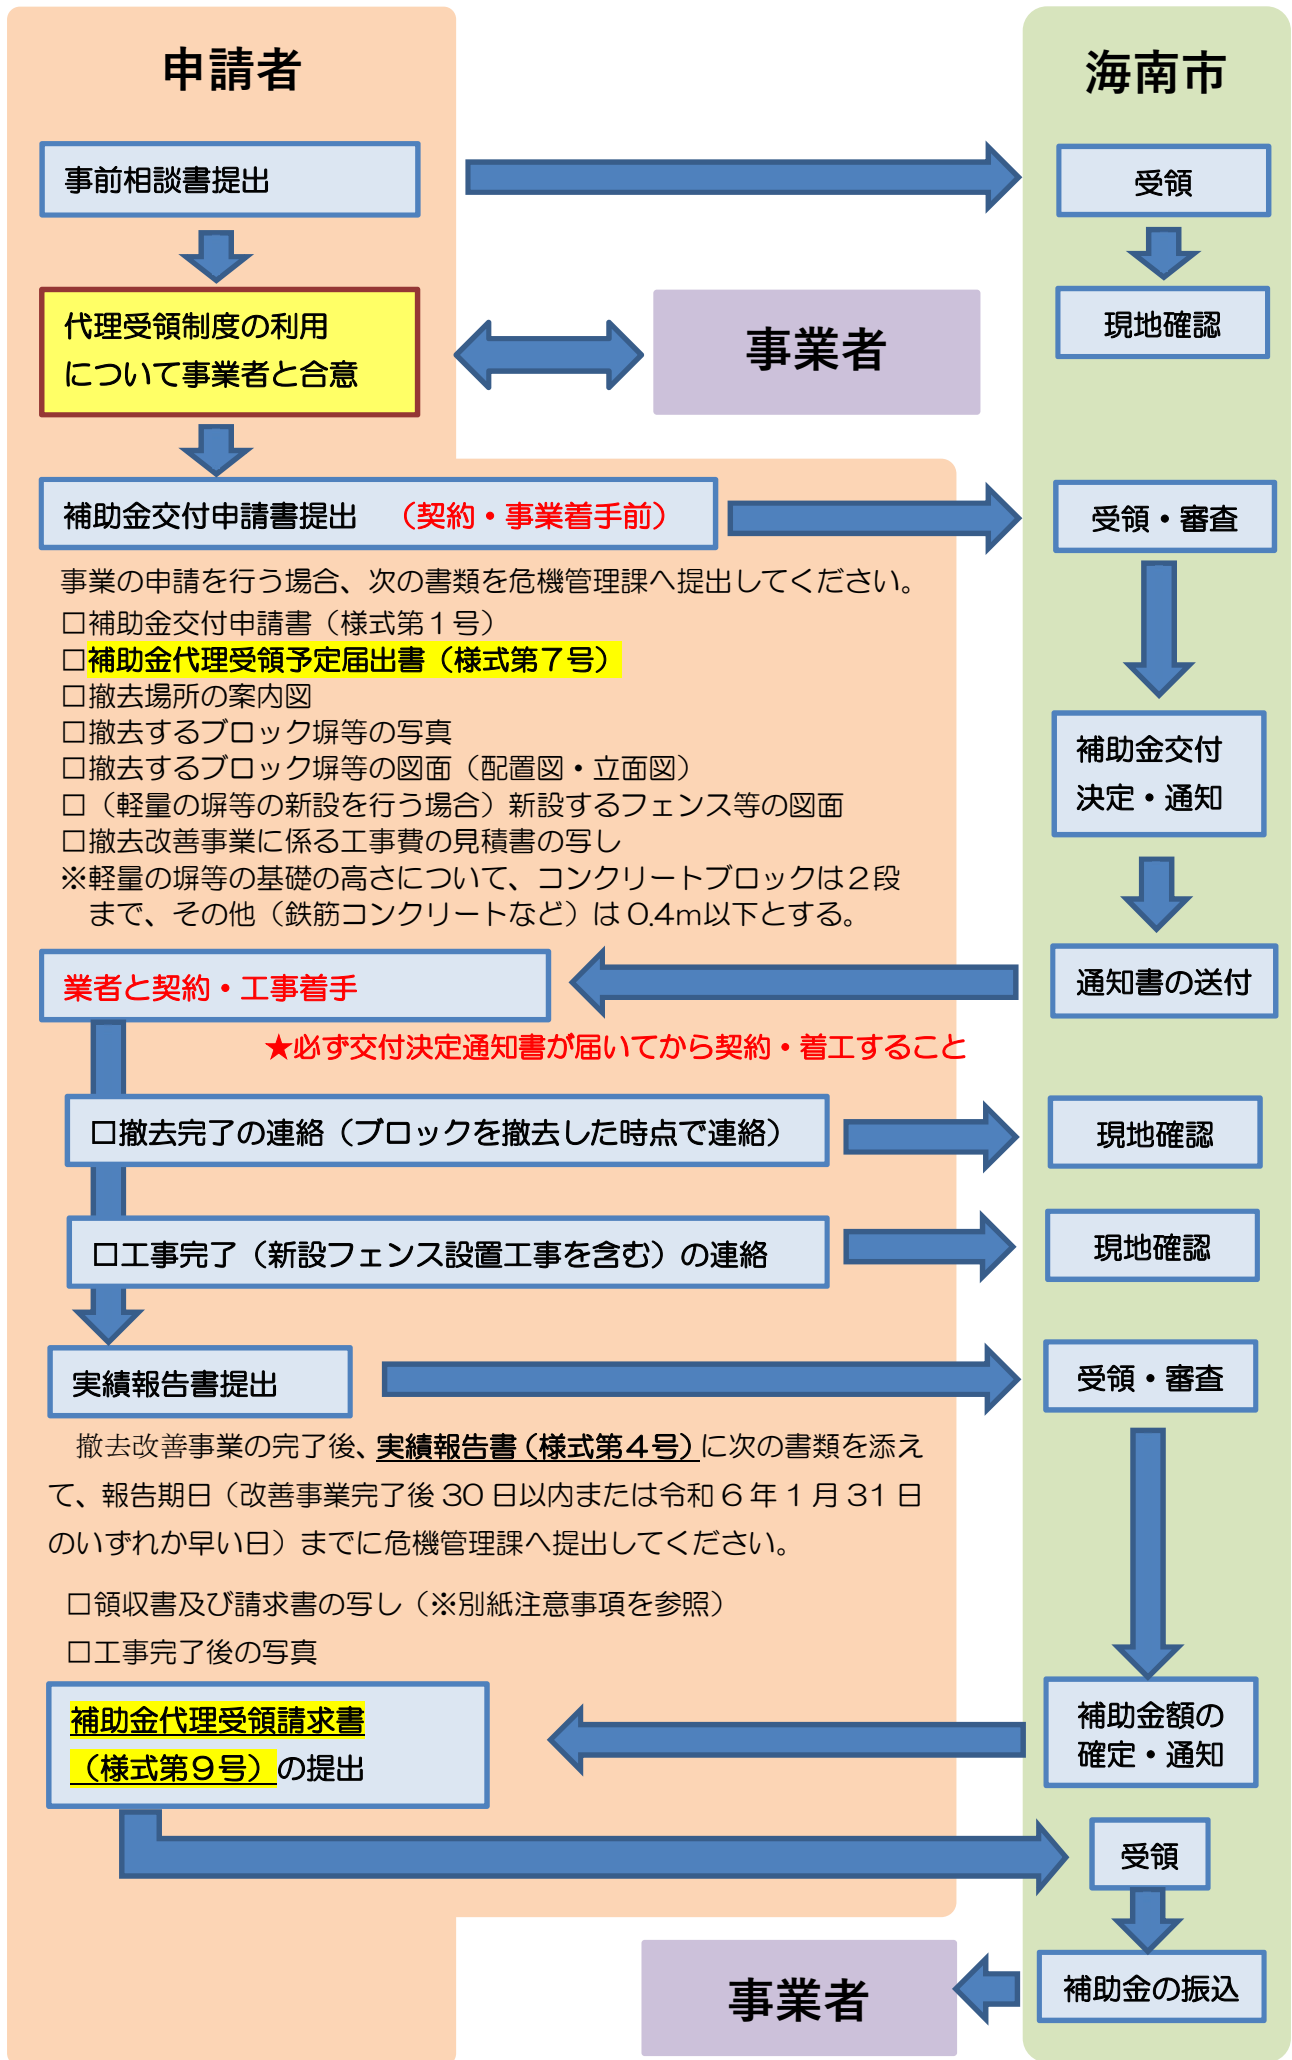 申請者
海南市
事前相談書提出
受領
現地確認
代理受領制度の利用
について事業者と合意
事業者
補助金交付申請書提出　（契約・事業着手前）
受領・審査
事業の申請を行う場合、次の書類を危機管理課へ提出してください。
□補助金交付申請書（様式第１号）
□補助金代理受領予定届出書（様式第７号）
□撤去場所の案内図
□撤去するブロック塀等の写真
□撤去するブロック塀等の図面（配置図・立面図）
□（軽量の塀等の新設を行う場合）新設するフェンス等の図面
□撤去改善事業に係る工事費の見積書の写し
※軽量の塀等の基礎の高さについて、コンクリートブロックは２段
まで、その他（鉄筋コンクリートなど）は0.4m以下とする。
補助金交付
決定・通知
通知書の送付
業者と契約・工事着手
★必ず交付決定通知書が届いてから契約・着工すること
□撤去完了の連絡（ブロックを撤去した時点で連絡）
現地確認
□工事完了（新設フェンス設置工事を含む）の連絡
現地確認
実績報告書提出
受領・審査
撤去改善事業の完了後、実績報告書（様式第４号）に次の書類を添え
て、報告期日（改善事業完了後30日以内または令和６年１月31日
のいずれか早い日）までに危機管理課へ提出してください。
□領収書及び請求書の写し（※別紙注意事項を参照）
□工事完了後の写真
補助金額の
確定・通知
補助金代理受領請求書
（様式第９号）の提出
受領
補助金の振込
事業者